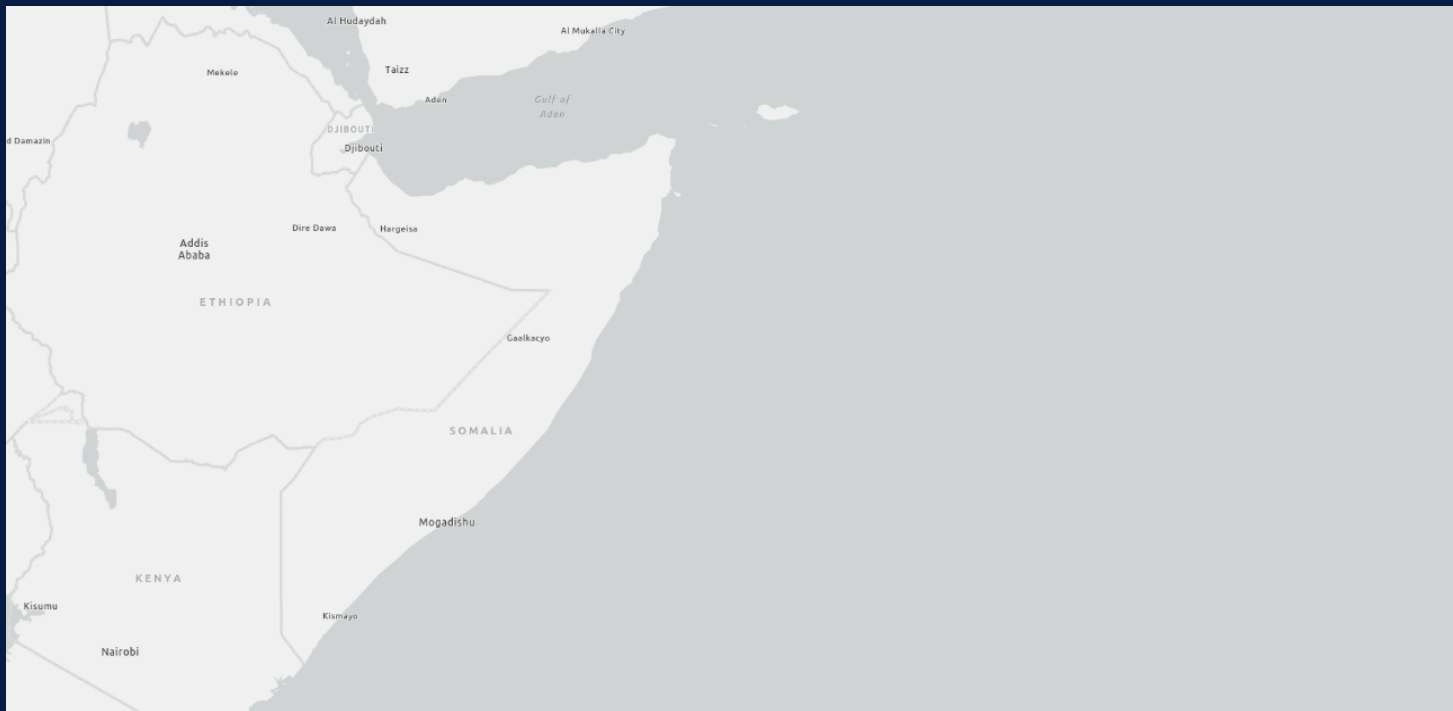 Al Hudaydah
Al Mukalla City
Mekele
Taizz
Aden
Gulf of
Aden
DJIBOUTI
d Damazin
Djibouti
Dire Dawa
Hargeisa
Addis
Ababa
ETHIOPIA
Gaalkacyo
SOMALIA
Mogadishu
KENYA
Kisumu
Kismayo
Nairobi